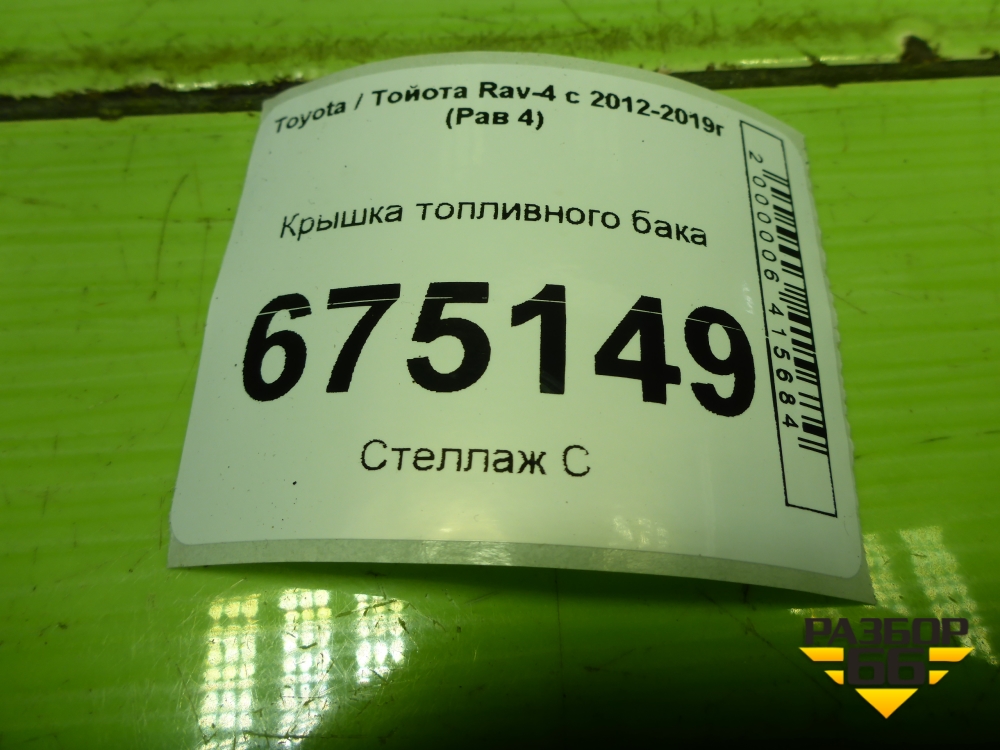 Toyota / Тойота Rav-4 с 2012-2019г
(Рав 4)
Крышка топливного бака
675149
Стеллаж С
2000006415684
РАЗБОР
66